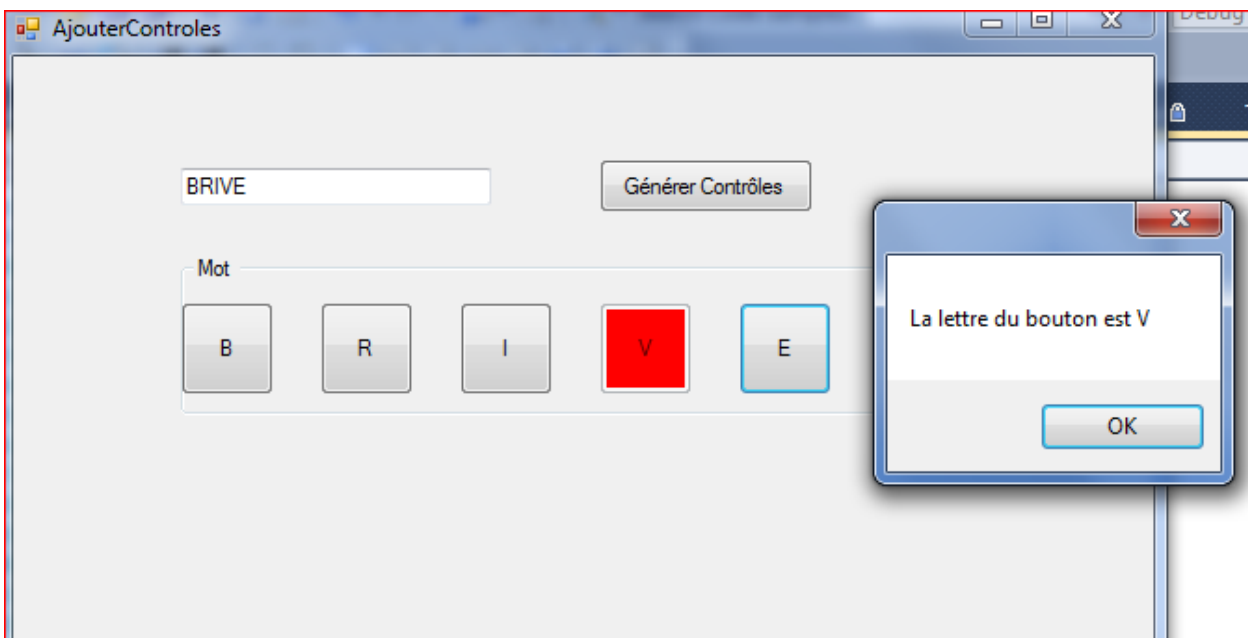 AjouterControles
Debug
BRIVE
Générer Contrôles
Mot
B R I V E
La lettre du bouton est V
OK